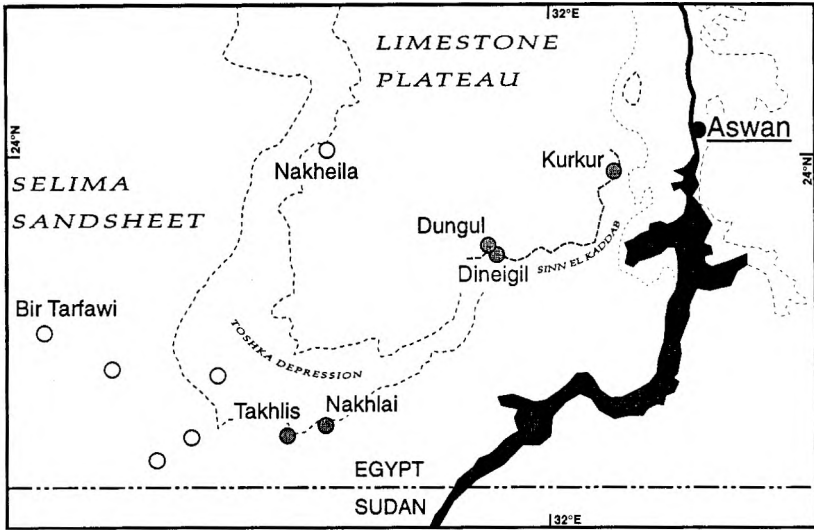 32°E
LIMESTONE
PLATEAU
Aswan
24°N
24°N
Nakheila
Kurkur
SELIMA
SANDSHEET
Dungul
Dineigil
SINN EL KADDAB
Bir Tarfawi
TOSHKA DEPRESSION
Takhlis
Nakhlai
EGYPT
SUDAN
32°E